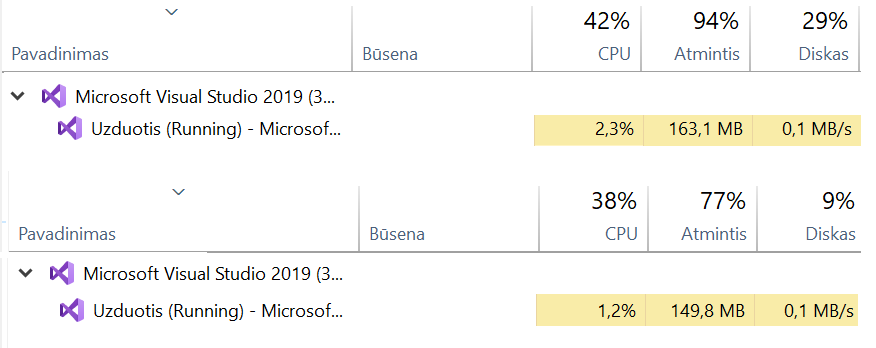 42% 94% 29%
Pavadinimas Būsena CPU Atmintis Diskas
Microsoft Visual Studio 2019 (3...
Uzduotis (Running) - Microsof... 2,3% 163,1 MB 0,1 MB/s
38% 77% 9%
Pavadinimas Būsena CPU Atmintis Diskas
Microsoft Visual Studio 2019 (3...
Uzduotis (Running) - Microsof... 1,2% 149,8 MB 0,1 MB/s